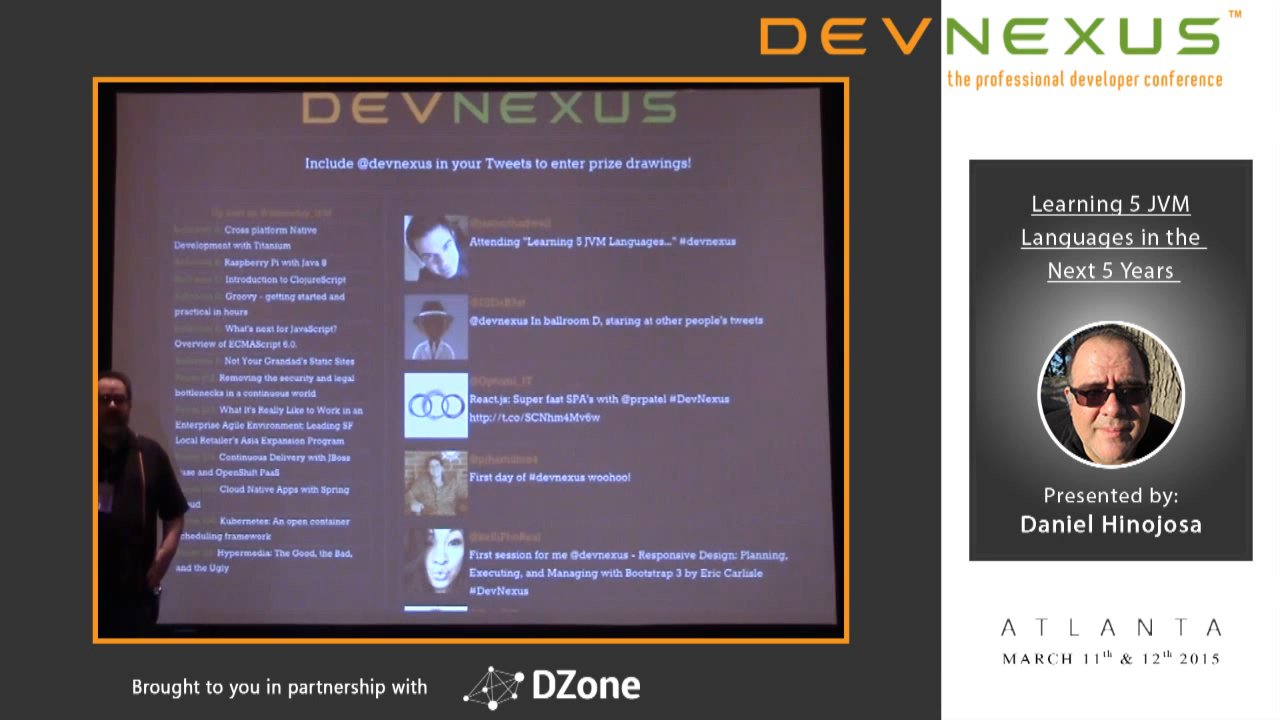 DEVNEXUS™
the professional developer conference
DEVNEXUS
Include @devnexus in your Tweets to enter prize drawings!
Cross platform Native
Development with Titanium
Raspberry Pi with Java 8
Introduction to ClojureScript
Groovy - getting started and
practical in hours
What's next for JavaScript?
Overview of ECMAScript 6.0.
Not Your Grandad's Static Sites
Removing the security and legal
bottlenecks in a continuous world
What It's Really Like to Work in an
Enterprise Agile Environment: Leading SF
Local Retailer's Asia Expansion Program
Continuous Delivery with JBoss
and OpenShift PaaS
Cloud Native Apps with Spring
Kubernetes: An open container
scheduling framework
Hypermedia: The Good, the Bad,
and the Ugly
Attending "Learning 5 JVM Languages..." #devnexus
@devnexus In ballroom D, staring at other people's tweets
@Optomi_IT
React.js: Super fast SPA's with @prpatel #DevNexus
http://t.co/SCNhm4Mv6w
First day of #devnexus woohoo!
First session for me @devnexus - Responsive Design: Planning,
Executing, and Managing with Bootstrap 3 by Eric Carlisle
#DevNexus
Learning 5 JVM
Languages in the
Next 5 Years
Presented by:
Daniel Hinojosa
ATLANTA
MARCH 11th & 12th 2015
Brought to you in partnership with
DZone